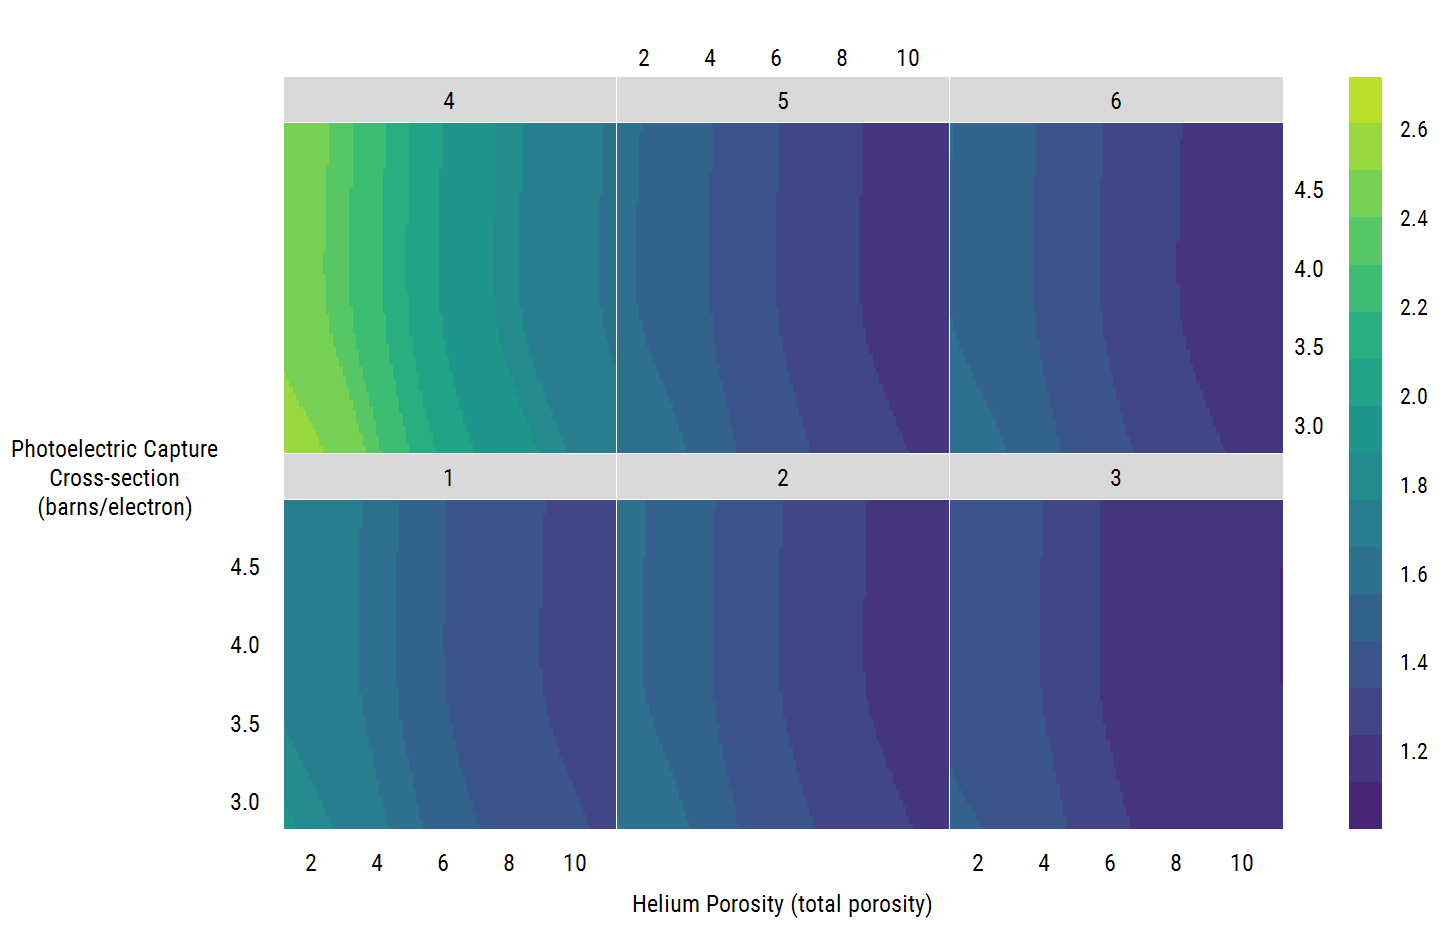 2 4 6 8 10
4 5 6
2.6
4.5
2.4
4.0
2.2
3.5
2.0
3.0
Photoelectric Capture
Cross-section
(barns/electron)
1 2 3
1.8
4.5
1.6
4.0
1.4
3.5
1.2
3.0
2 4 6 8 10 2 4 6 8 10
Helium Porosity (total porosity)